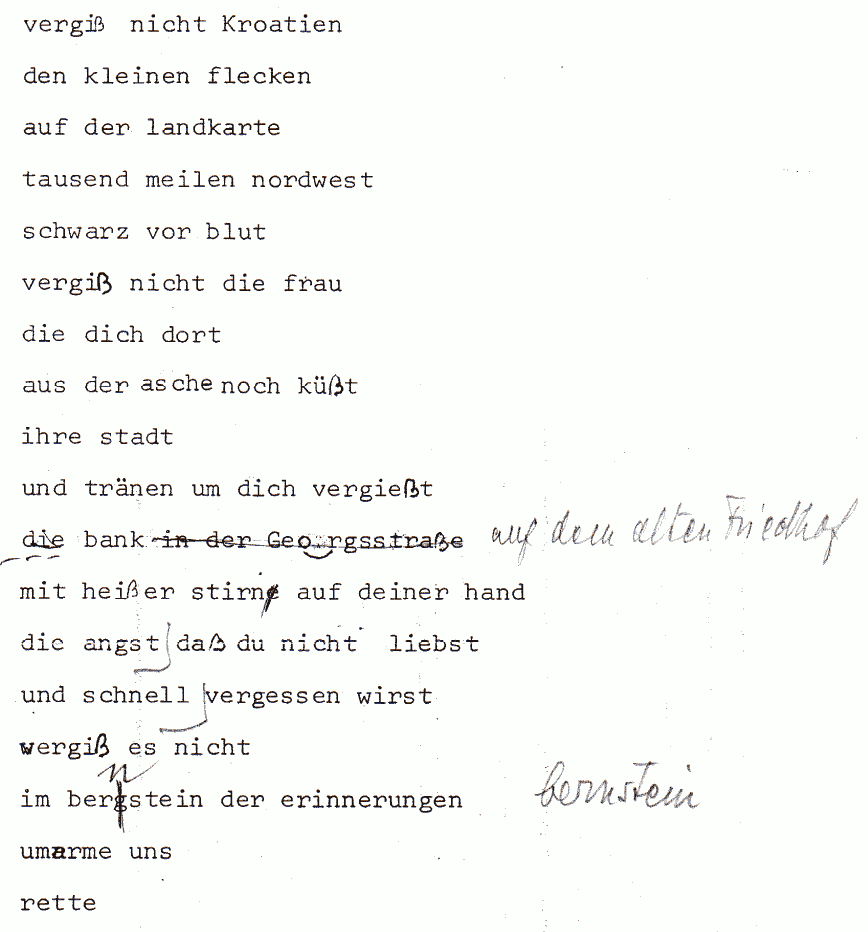 vergiß nicht Kroatien
den kleinen flecken
auf der landkarte
tausend meilen nordwest
schwarz vor blut
vergiß nicht die frau
die dich dort
aus der asche noch küßt
ihre stadt
und tränen um dich vergießt
die bank in der Georgsstraße auf dem alten Friedhof
mit heißer stirne auf deiner hand
die angst daß du nicht liebst
und schnell vergessen wirst
vergiß es nicht
n
im bergstein der erinnerungen bernstein
umarme uns
rette